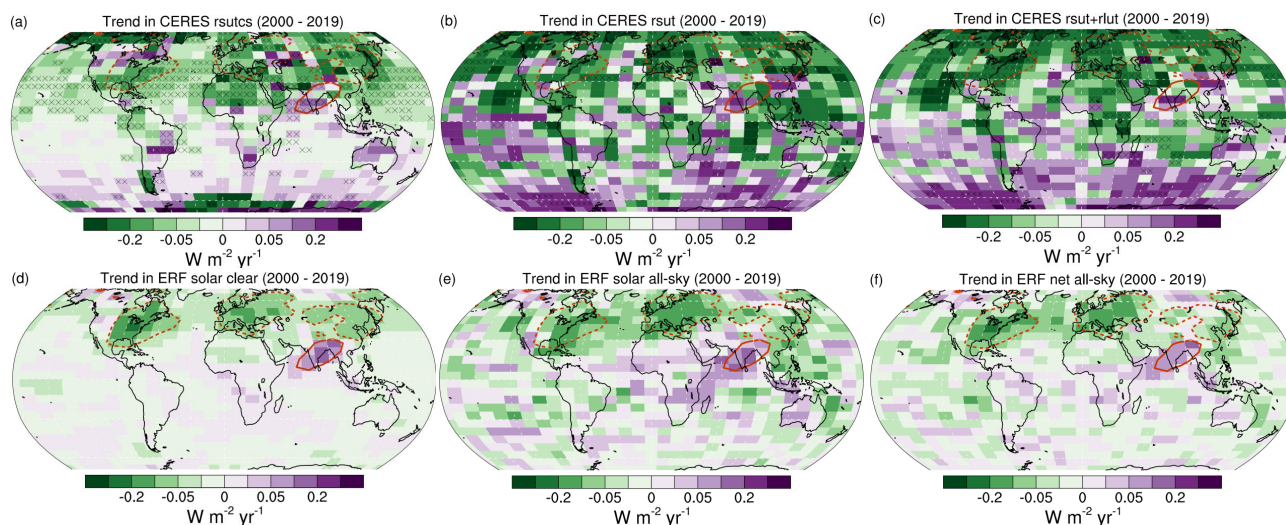 (a) Trend in CERES rsutcs (2000 - 2019)
(b) Trend in CERES rsut (2000 - 2019)
(c) Trend in CERES rsut+rlut (2000 - 2019)
-0.2 -0.05 0 0.05 0.2
W m⁻² yr⁻¹
-0.2 -0.05 0 0.05 0.2
W m⁻² yr⁻¹
-0.2 -0.05 0 0.05 0.2
W m⁻² yr⁻¹
(d) Trend in ERF solar clear (2000 - 2019)
(e) Trend in ERF solar all-sky (2000 - 2019)
(f) Trend in ERF net all-sky (2000 - 2019)
-0.2 -0.05 0 0.05 0.2
W m⁻² yr⁻¹
-0.2 -0.05 0 0.05 0.2
W m⁻² yr⁻¹
-0.2 -0.05 0 0.05 0.2
W m⁻² yr⁻¹